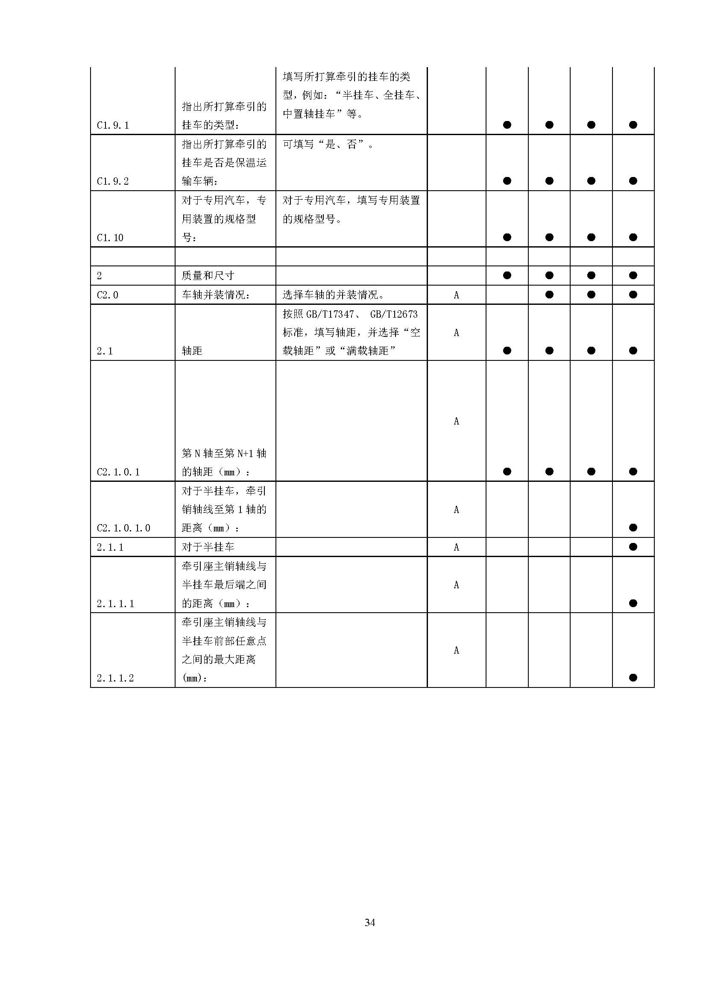 填写所打算牵引的挂车的类
型，例如：“半挂车、全挂车、
中置轴挂车”等。
指出所打算牵引的
C1.9.1 挂车的类型： ● ● ● ●
指出所打算牵引的 可填写“是、否”。
挂车是否是保温运
C1.9.2 输车辆： ● ● ● ●
对于专用汽车，专 对于专用汽车，填写专用装置
用装置的规格型 的规格型号。
C1.10 号： ● ● ● ●
2 质量和尺寸 ● ● ● ●
C2.0 车轴并装情况： 选择车轴的并装情况。 A ● ● ●
按照 GB/T17347、 GB/T12673
标准，填写轴距，并选择“空 A
2.1 轴距 载轴距”或“满载轴距” ● ● ● ●
A
第 N 轴至第 N+1 轴
C2.1.0.1 的轴距（mm）： ● ● ● ●
对于半挂车，牵引
销轴线至第 1 轴的 A
C2.1.0.1.0 距离（mm）： ●
2.1.1 对于半挂车 A ●
牵引座主销轴线与
半挂车最后端之间 A
2.1.1.1 的距离（mm）： ●
牵引座主销轴线与
半挂车前部任意点
A
之间的最大距离
2.1.1.2 (mm)： ●
34